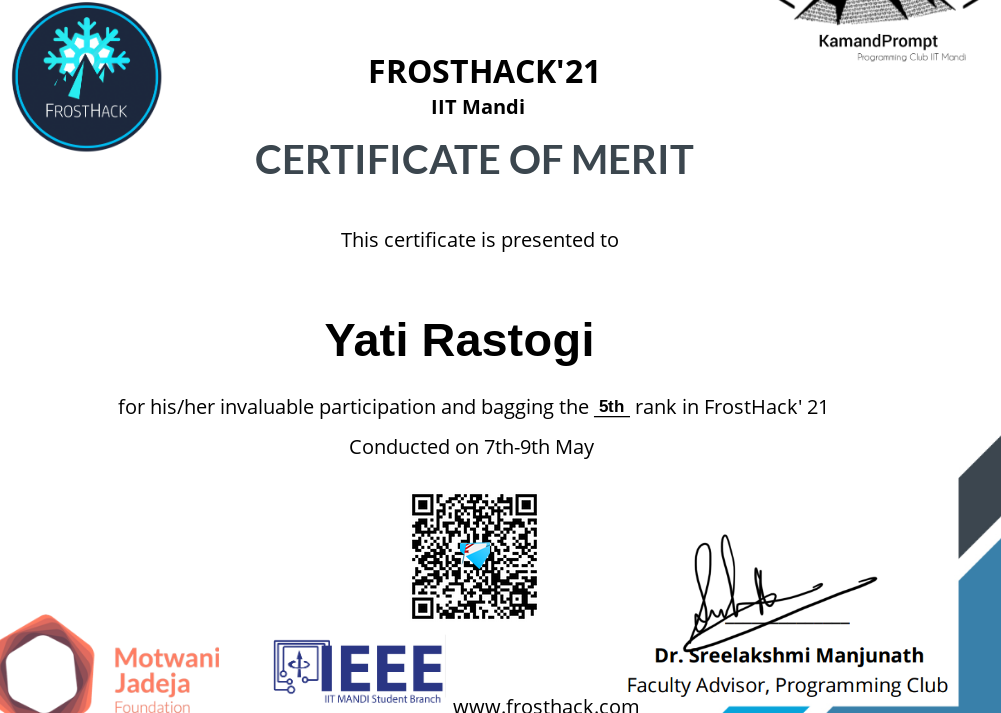 FROSTHACK
KamandPrompt
Programming Club IIT Mandi
FROSTHACK'21
IIT Mandi
CERTIFICATE OF MERIT
This certificate is presented to
Yati Rastogi
for his/her invaluable participation and bagging the 5th rank in FrostHack' 21
Conducted on 7th-9th May
Dr. Sreelakshmi Manjunath
Faculty Advisor, Programming Club
Motwani
Jadeja
Foundation
IEEE
IIT MANDI Student Branch
www.frosthack.com